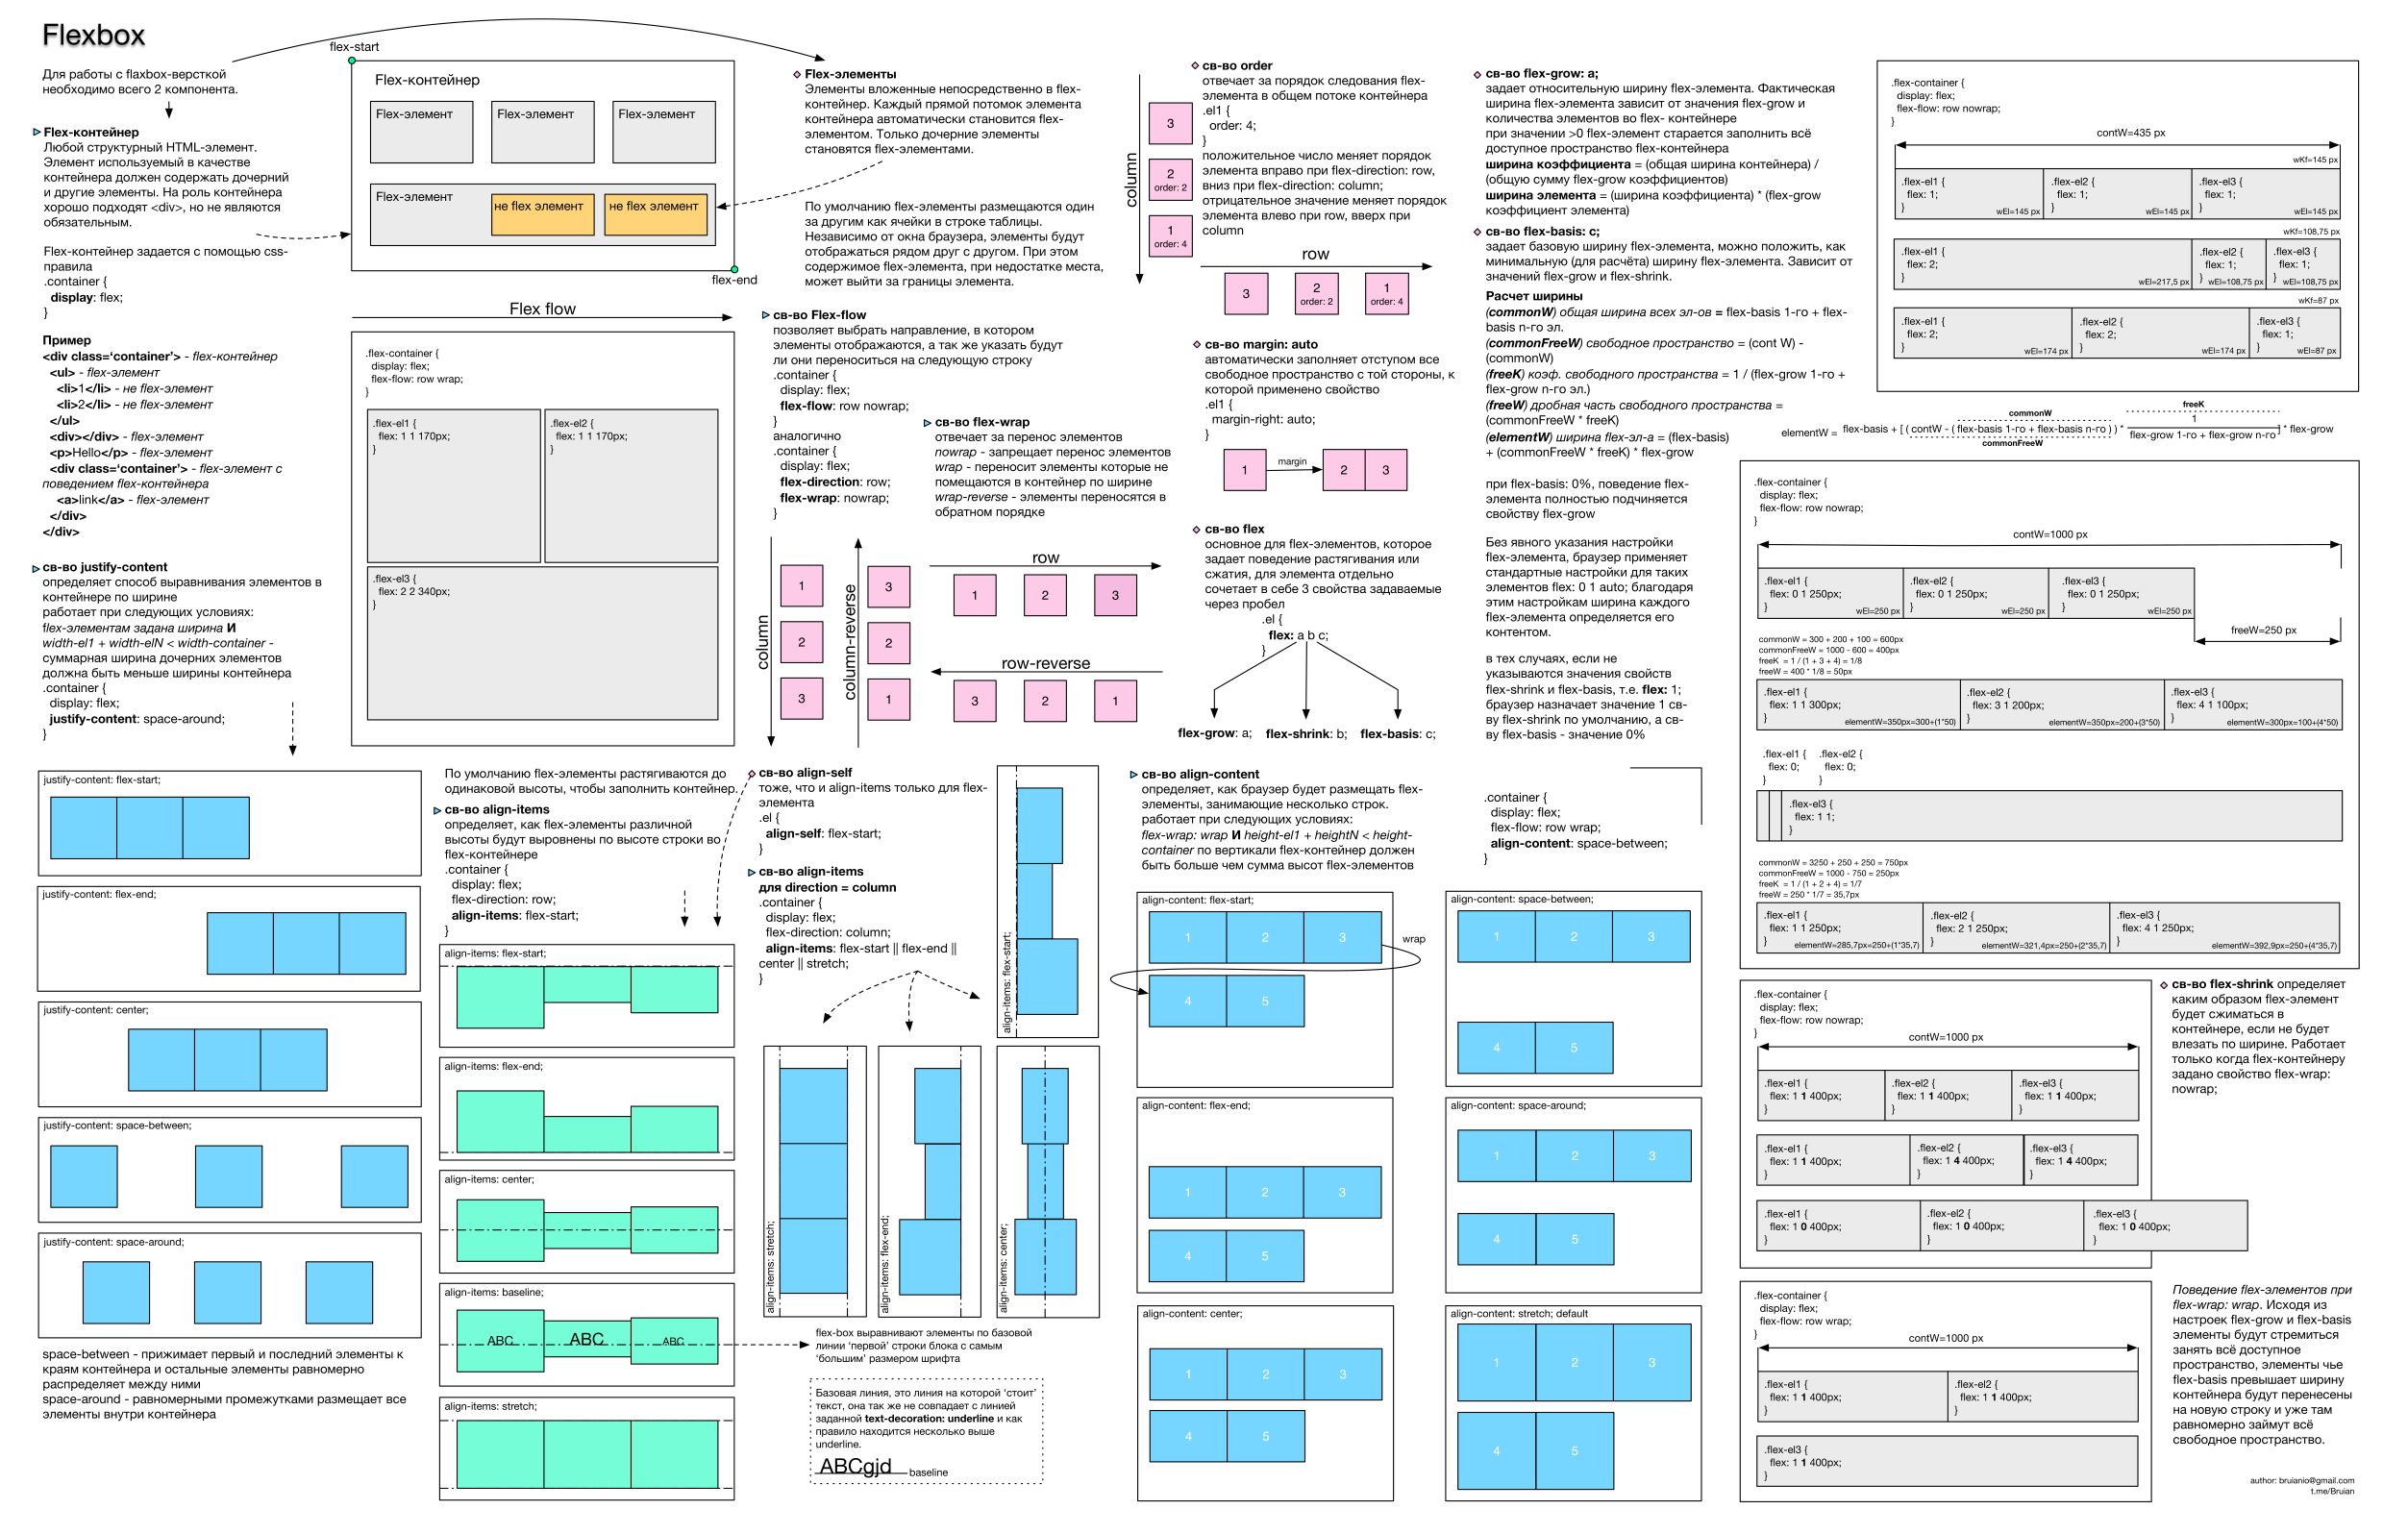 Flexbox
Для работы с flaxbox-версткой
необходимо всего 2 компонента.
Flex-контейнер
Любой структурный HTML-элемент.
Элемент используемый в качестве
контейнера должен содержать дочерний
и другие элементы. На роль контейнера
хорошо подходят <div>, но не являются
обязательным.
Flex-контейнер задается с помощью css-
правила
.container {
display: flex;
}
Пример
<div class=‘container’> - flex-контейнер
<ul> - flex-элемент
<li>1</li> - не flex-элемент
<li>2</li> - не flex-элемент
</ul>
<div></div> - flex-элемент
<p>Hello</p> - flex-элемент
<div class=‘container’> - flex-элемент с
поведением flex-контейнера
<a>link</a> - flex-элемент
</div>
</div>
св-во justify-content
определяет способ выравнивания элементов в
контейнере по ширине
работает при следующих условиях:
flex-элементам задана ширина И
width-el1 + width-elN < width-container -
суммарная ширина дочерних элементов
должна быть меньше ширины контейнера
.container {
display: flex;
justify-content: space-around;
}
justify-content: flex-start;
justify-content: flex-end;
justify-content: center;
justify-content: space-between;
justify-content: space-around;
space-between - прижимает первый и последний элементы к
краям контейнера и остальные элементы равномерно
распределяет между ними
space-around - равномерными промежутками размещает все
элементы внутри контейнера
flex-start
Flex-контейнер
Flex-элемент
Flex-элемент
Flex-элемент
Flex-элемент
не flex элемент
не flex элемент
flex-end
Flex flow
.flex-container {
display: flex;
flex-flow: row wrap;
}
.flex-el1 {
flex: 1 1 170px;
}
.flex-el2 {
flex: 1 1 170px;
}
.flex-el3 {
flex: 2 2 340px;
}
По умолчанию flex-элементы растягиваются до
одинаковой высоты, чтобы заполнить контейнер.
св-во align-items
определяет, как flex-элементы различной
высоты будут выровнены по высоте строки во
flex-контейнере
.container {
display: flex;
flex-direction: row;
align-items: flex-start;
}
align-items: flex-start;
align-items: flex-end;
align-items: center;
align-items: baseline;
ABC
ABC
ABC
align-items: stretch;
Flex-элементы
Элементы вложенные непосредственно в flex-
контейнер. Каждый прямой потомок элемента
контейнера автоматически становится flex-
элементом. Только дочерние элементы
становятся flex-элементами.
По умолчанию flex-элементы размещаются один
за другим как ячейки в строке таблицы.
Независимо от окна браузера, элементы будут
отображаться рядом друг с другом. При этом
содержимое flex-элемента, при недостатке места,
может выйти за границы элемента.
св-во Flex-flow
позволяет выбрать направление, в котором
элементы отображаются, а так же указать будут
ли они переноситься на следующую строку
.container {
display: flex;
flex-flow: row nowrap;
}
аналогично
.container {
display: flex;
flex-direction: row;
flex-wrap: nowrap;
}
св-во flex-wrap
отвечает за перенос элементов
nowrap - запрещает перенос элементов
wrap - переносит элементы которые не
помещаются в контейнер по ширине
wrap-reverse - элементы переносятся в
обратном порядке
column
1
2
3
column-reverse
3
2
1
row
1
2
3
row-reverse
3
2
1
св-во align-self
тоже, что и align-items только для flex-
элемента
.el {
align-self: flex-start;
}
св-во align-items
для direction = column
.container {
display: flex;
flex-direction: column;
align-items: flex-start || flex-end ||
center || stretch;
}
align-items: flex-start;
align-items: stretch;
align-items: flex-end;
align-items: center;
flex-box выравнивают элементы по базовой
линии ‘первой’ строки блока с самым
‘большим’ размером шрифта
Базовая линия, это линия на которой ‘стоит’
текст, она так же не совпадает с линией
заданной text-decoration: underline и как
правило находится несколько выше
underline.
ABCgjd
baseline
св-во order
отвечает за порядок следования flex-
элемента в общем потоке контейнера
.el1 {
order: 4;
}
положительное число меняет порядок
элемента вправо при flex-direction: row,
вниз при flex-direction: column;
отрицательное значение меняет порядок
элемента влево при row, вверх при
column
column
3
2
order: 2
1
order: 4
row
3
2
order: 2
1
order: 4
св-во margin: auto
автоматически заполняет отступом все
свободное пространство с той стороны, к
которой применено свойство
.el1 {
margin-right: auto;
}
1
margin
2
3
св-во flex
основное для flex-элементов, которое
задает поведение растягивания или
сжатия, для элемента отдельно
сочетает в себе 3 свойства задаваемые
через пробел
.el {
flex: a b c;
}
flex-grow: a;
flex-shrink: b;
flex-basis: c;
св-во align-content
определяет, как браузер будет размещать flex-
элементы, занимающие несколько строк.
работает при следующих условиях:
flex-wrap: wrap И height-el1 + heightN < height-
container по вертикали flex-контейнер должен
быть больше чем сумма высот flex-элементов
.container {
display: flex;
flex-flow: row wrap;
align-content: space-between;
}
align-content: flex-start;
1
2
3
wrap
4
5
align-content: space-between;
1
2
3
4
5
align-content: flex-end;
1
2
3
4
5
align-content: space-around;
1
2
3
4
5
align-content: center;
1
2
3
4
5
align-content: stretch; default
1
2
3
4
5
св-во flex-grow: a;
задает относительную ширину flex-элемента. Фактическая
ширина flex-элемента зависит от значения flex-grow и
количества элементов во flex- контейнере
при значении >0 flex-элемент старается заполнить всё
доступное пространство flex-контейнера
ширина коэффициента = (общая ширина контейнера) /
(общую сумму flex-grow коэффициентов)
ширина элемента = (ширина коэффициента) * (flex-grow
коэффициент элемента)
св-во flex-basis: c;
задает базовую ширину flex-элемента, можно положить, как
минимальную (для расчёта) ширину flex-элемента. Зависит от
значений flex-grow и flex-shrink.
Расчет ширины
(commonW) общая ширина всех эл-ов = flex-basis 1-го + flex-
basis n-го эл.
(commonFreeW) свободное пространство = (cont W) -
(commonW)
(freeK) коэф. свободного пространства = 1 / (flex-grow 1-го +
flex-grow n-го эл.)
(freeW) дробная часть свободного пространства =
(commonFreeW * freeK)
(elementW) ширина flex-эл-а = (flex-basis)
+ (commonFreeW * freeK) * flex-grow
при flex-basis: 0%, поведение flex-
элемента полностью подчиняется
свойству flex-grow
Без явного указания настройки
flex-элемента, браузер применяет
стандартные настройки для таких
элементов flex: 0 1 auto; благодаря
этим настройкам ширина каждого
flex-элемента определяется его
контентом.
в тех случаях, если не
указываются значения свойств
flex-shrink и flex-basis, т.е. flex: 1;
браузер назначает значение 1 св-
ву flex-shrink по умолчанию, а св-
ву flex-basis - значение 0%
.flex-container {
display: flex;
flex-flow: row nowrap;
}
contW=435 px
wKf=145 px
.flex-el1 {
flex: 1;
}
wEl=145 px
.flex-el2 {
flex: 1;
}
wEl=145 px
.flex-el3 {
flex: 1;
}
wEl=145 px
wKf=108,75 px
.flex-el1 {
flex: 2;
}
wEl=217,5 px
.flex-el2 {
flex: 1;
}
wEl=108,75 px
.flex-el3 {
flex: 1;
}
wEl=108,75 px
wKf=87 px
.flex-el1 {
flex: 2;
}
wEl=174 px
.flex-el2 {
flex: 2;
}
wEl=174 px
.flex-el3 {
flex: 1;
}
wEl=87 px
commonW
freeK
1
elementW = flex-basis + [ ( contW - ( flex-basis 1-го + flex-basis n-го ) ) * flex-grow 1-го + flex-grow n-го ] * flex-grow
commonFreeW
.flex-container {
display: flex;
flex-flow: row nowrap;
}
contW=1000 px
.flex-el1 {
flex: 0 1 250px;
}
wEl=250 px
.flex-el2 {
flex: 0 1 250px;
}
wEl=250 px
.flex-el3 {
flex: 0 1 250px;
}
wEl=250 px
freeW=250 px
commonW = 300 + 200 + 100 = 600px
commonFreeW = 1000 - 600 = 400px
freeK = 1 / (1 + 3 + 4) = 1/8
freeW = 400 * 1/8 = 50px
.flex-el1 {
flex: 1 1 300px;
}
elementW=350px=300+(1*50)
.flex-el2 {
flex: 3 1 200px;
}
elementW=350px=200+(3*50)
.flex-el3 {
flex: 4 1 100px;
}
elementW=300px=100+(4*50)
.flex-el1 {
flex: 0;
}
.flex-el2 {
flex: 0;
}
.flex-el3 {
flex: 1 1;
}
commonW = 3250 + 250 + 250 = 750px
commonFreeW = 1000 - 750 = 250px
freeK = 1 / (1 + 2 + 4) = 1/7
freeW = 250 * 1/7 = 35,7px
.flex-el1 {
flex: 1 1 250px;
}
elementW=285,7px=250+(1*35,7)
.flex-el2 {
flex: 2 1 250px;
}
elementW=321,4px=250+(2*35,7)
.flex-el3 {
flex: 4 1 250px;
}
elementW=392,9px=250+(4*35,7)
.flex-container {
display: flex;
flex-flow: row nowrap;
}
contW=1000 px
.flex-el1 {
flex: 1 1 400px;
}
.flex-el2 {
flex: 1 1 400px;
}
.flex-el3 {
flex: 1 1 400px;
}
.flex-el1 {
flex: 1 1 400px;
}
.flex-el2 {
flex: 1 4 400px;
}
.flex-el3 {
flex: 1 4 400px;
}
.flex-el1 {
flex: 1 0 400px;
}
.flex-el2 {
flex: 1 0 400px;
}
.flex-el3 {
flex: 1 0 400px;
}
св-во flex-shrink определяет
каким образом flex-элемент
будет сжиматься в
контейнере, если не будет
влезать по ширине. Работает
только когда flex-контейнеру
задано свойство flex-wrap:
nowrap;
.flex-container {
display: flex;
flex-flow: row wrap;
}
contW=1000 px
.flex-el1 {
flex: 1 1 400px;
}
.flex-el2 {
flex: 1 1 400px;
}
.flex-el3 {
flex: 1 1 400px;
}
Поведение flex-элементов при
flex-wrap: wrap. Исходя из
настроек flex-grow и flex-basis
элементы будут стремиться
занять всё доступное
пространство, элементы чье
flex-basis превышает ширину
контейнера будут перенесены
на новую строку и уже там
равномерно займут всё
свободное пространство.
author: bruianio@gmail.com
t.me/Bruian